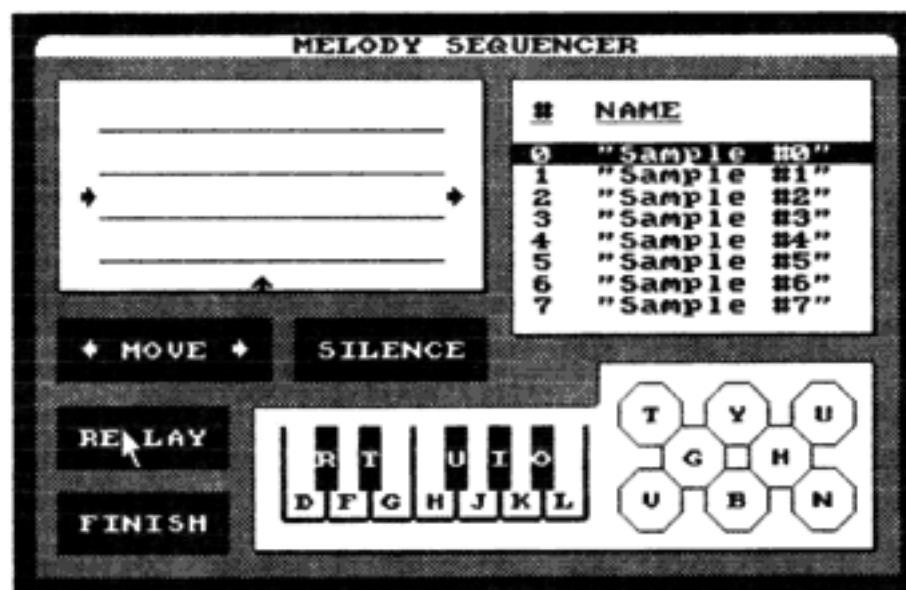 MELODY SEQUENCER
# NAME
0 "Sample #0"
1 "Sample #1"
2 "Sample #2"
3 "Sample #3"
4 "Sample #4"
5 "Sample #5"
6 "Sample #6"
7 "Sample #7"
MOVE
SILENCE
REPLAY
FINISH
R T U I O
D F G H J K L
T Y U
G H
V B N